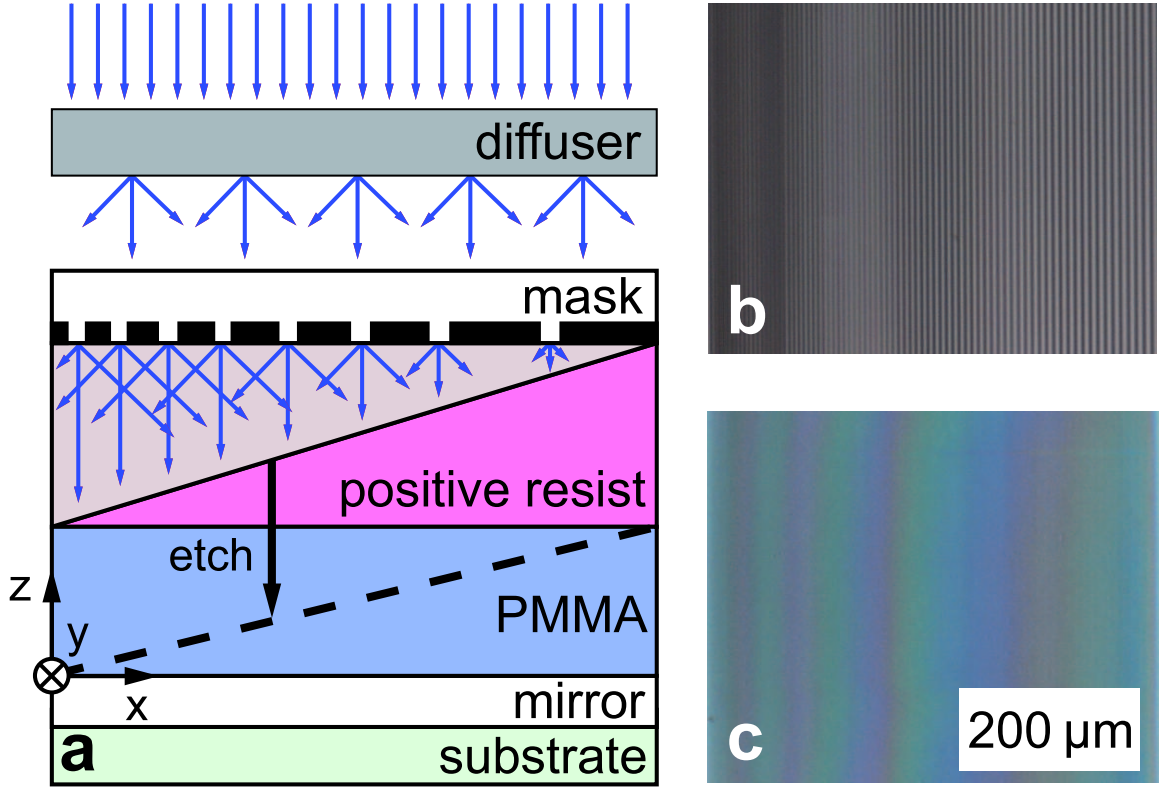 diffuser
mask
positive resist
etch
PMMA
z
y
x
mirror
substrate
a
b
c
200 µm